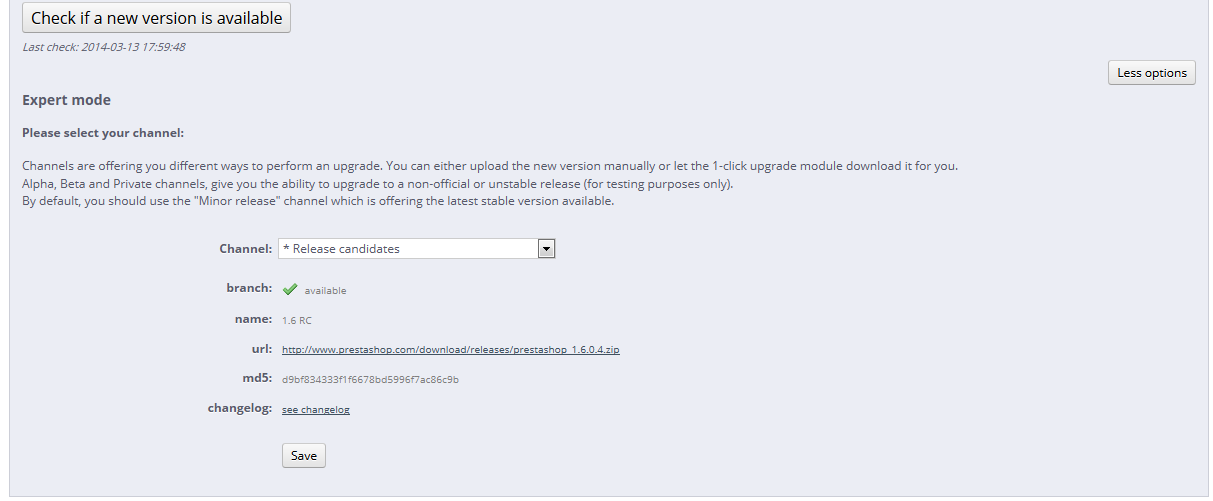 Check if a new version is available
Last check: 2014-03-13 17:59:48
Less options
Expert mode
Please select your channel:
Channels are offering you different ways to perform an upgrade. You can either upload the new version manually or let the 1-click upgrade module download it for you.
Alpha, Beta and Private channels, give you the ability to upgrade to a non-official or unstable release (for testing purposes only).
By default, you should use the "Minor release" channel which is offering the latest stable version available.
Channel: * Release candidates
branch: available
name: 1.6 RC
url: http://www.prestashop.com/download/releases/prestashop_1.6.0.4.zip
md5: d9bf834333f1f6678bd5996f7ac86c9b
changelog: see changelog
Save